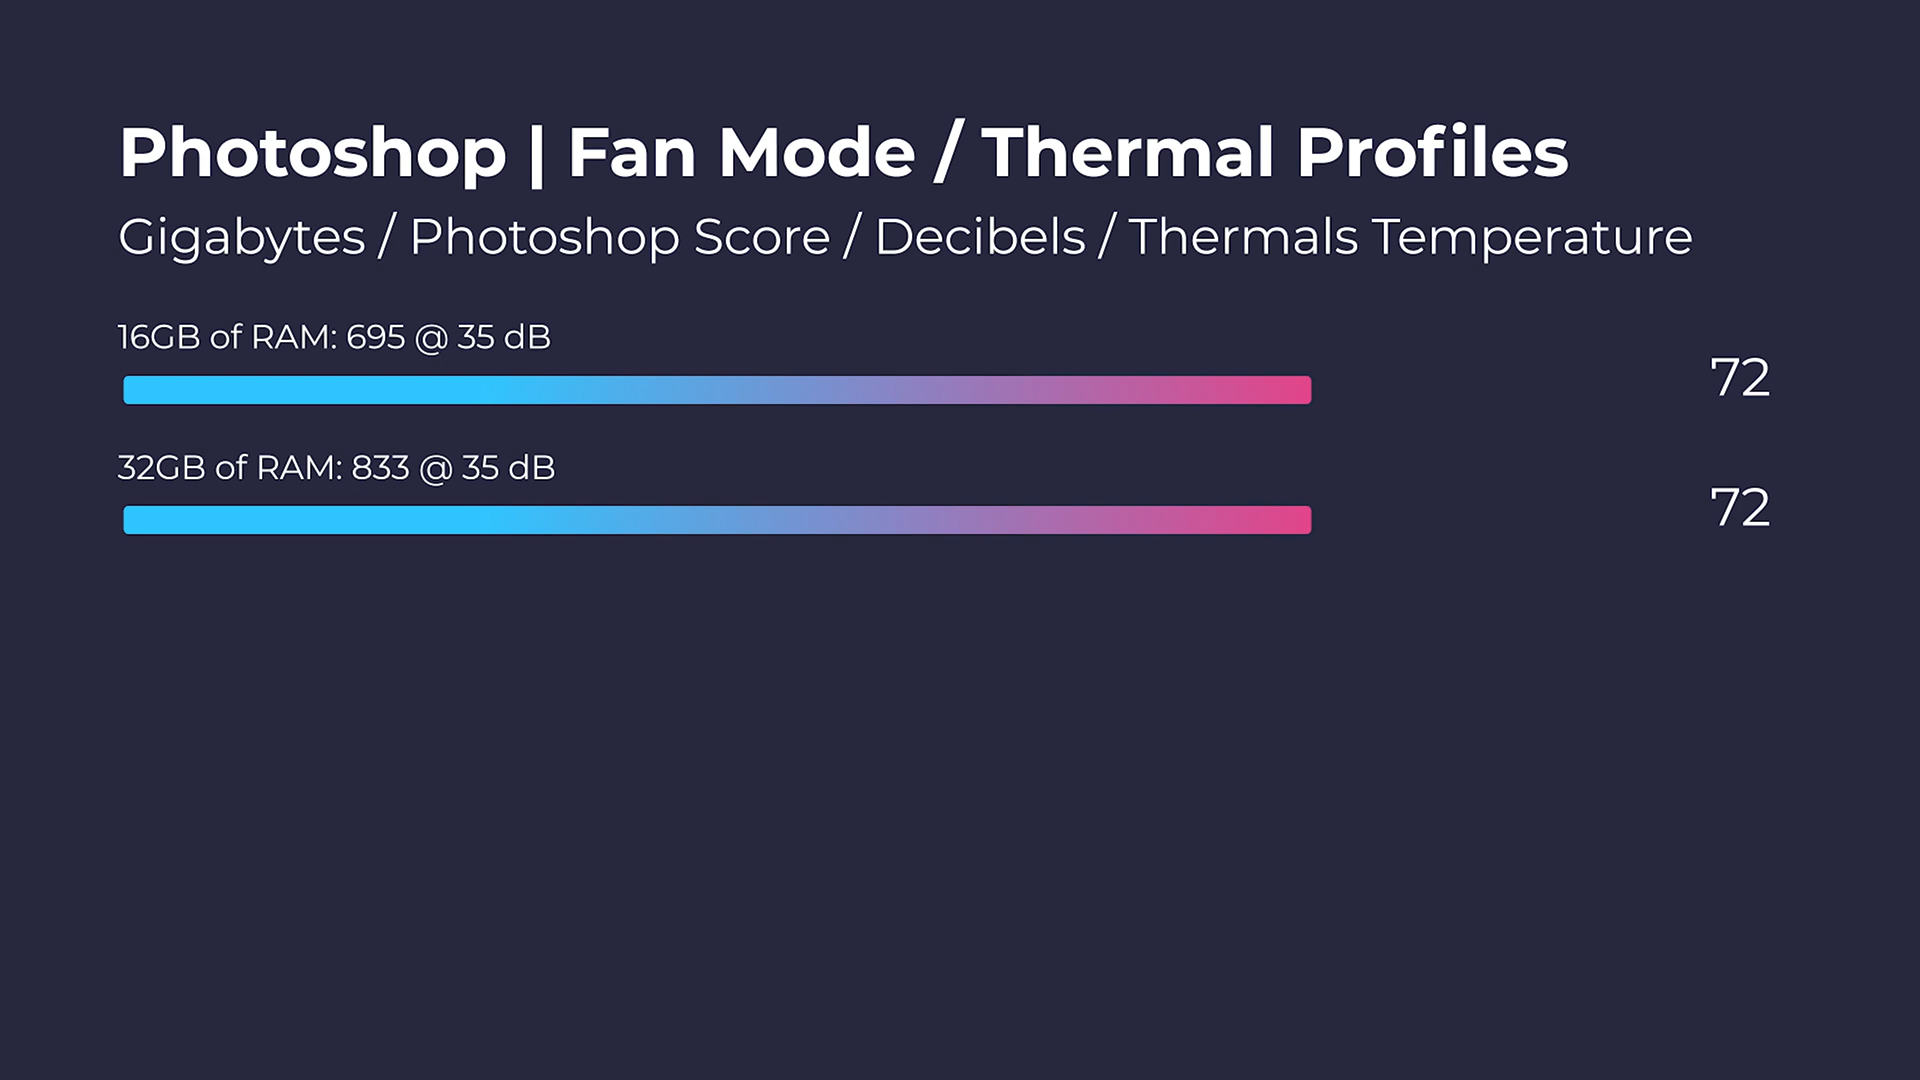 Photoshop | Fan Mode / Thermal Profiles
Gigabytes / Photoshop Score / Decibels / Thermals Temperature
16GB of RAM: 695 @ 35 dB
72
32GB of RAM: 833 @ 35 dB
72